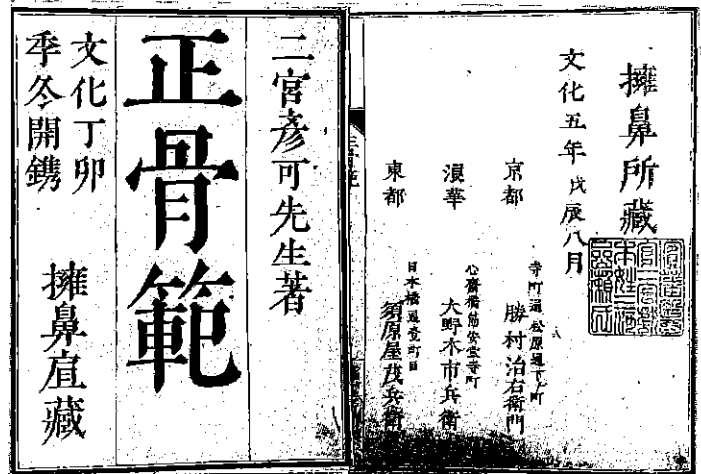 擁鼻所藏
文化五年戊辰八月
京都
寺町通松原通下町
勝村治右衛門
浪華
心齋橋筋安堂寺町
大野木市兵衛
東都
日本橋通壹町目
須原屋茂兵衛
二宮彥可先生著
正骨範
文化丁卯
季冬開鐫
擁鼻亝藏